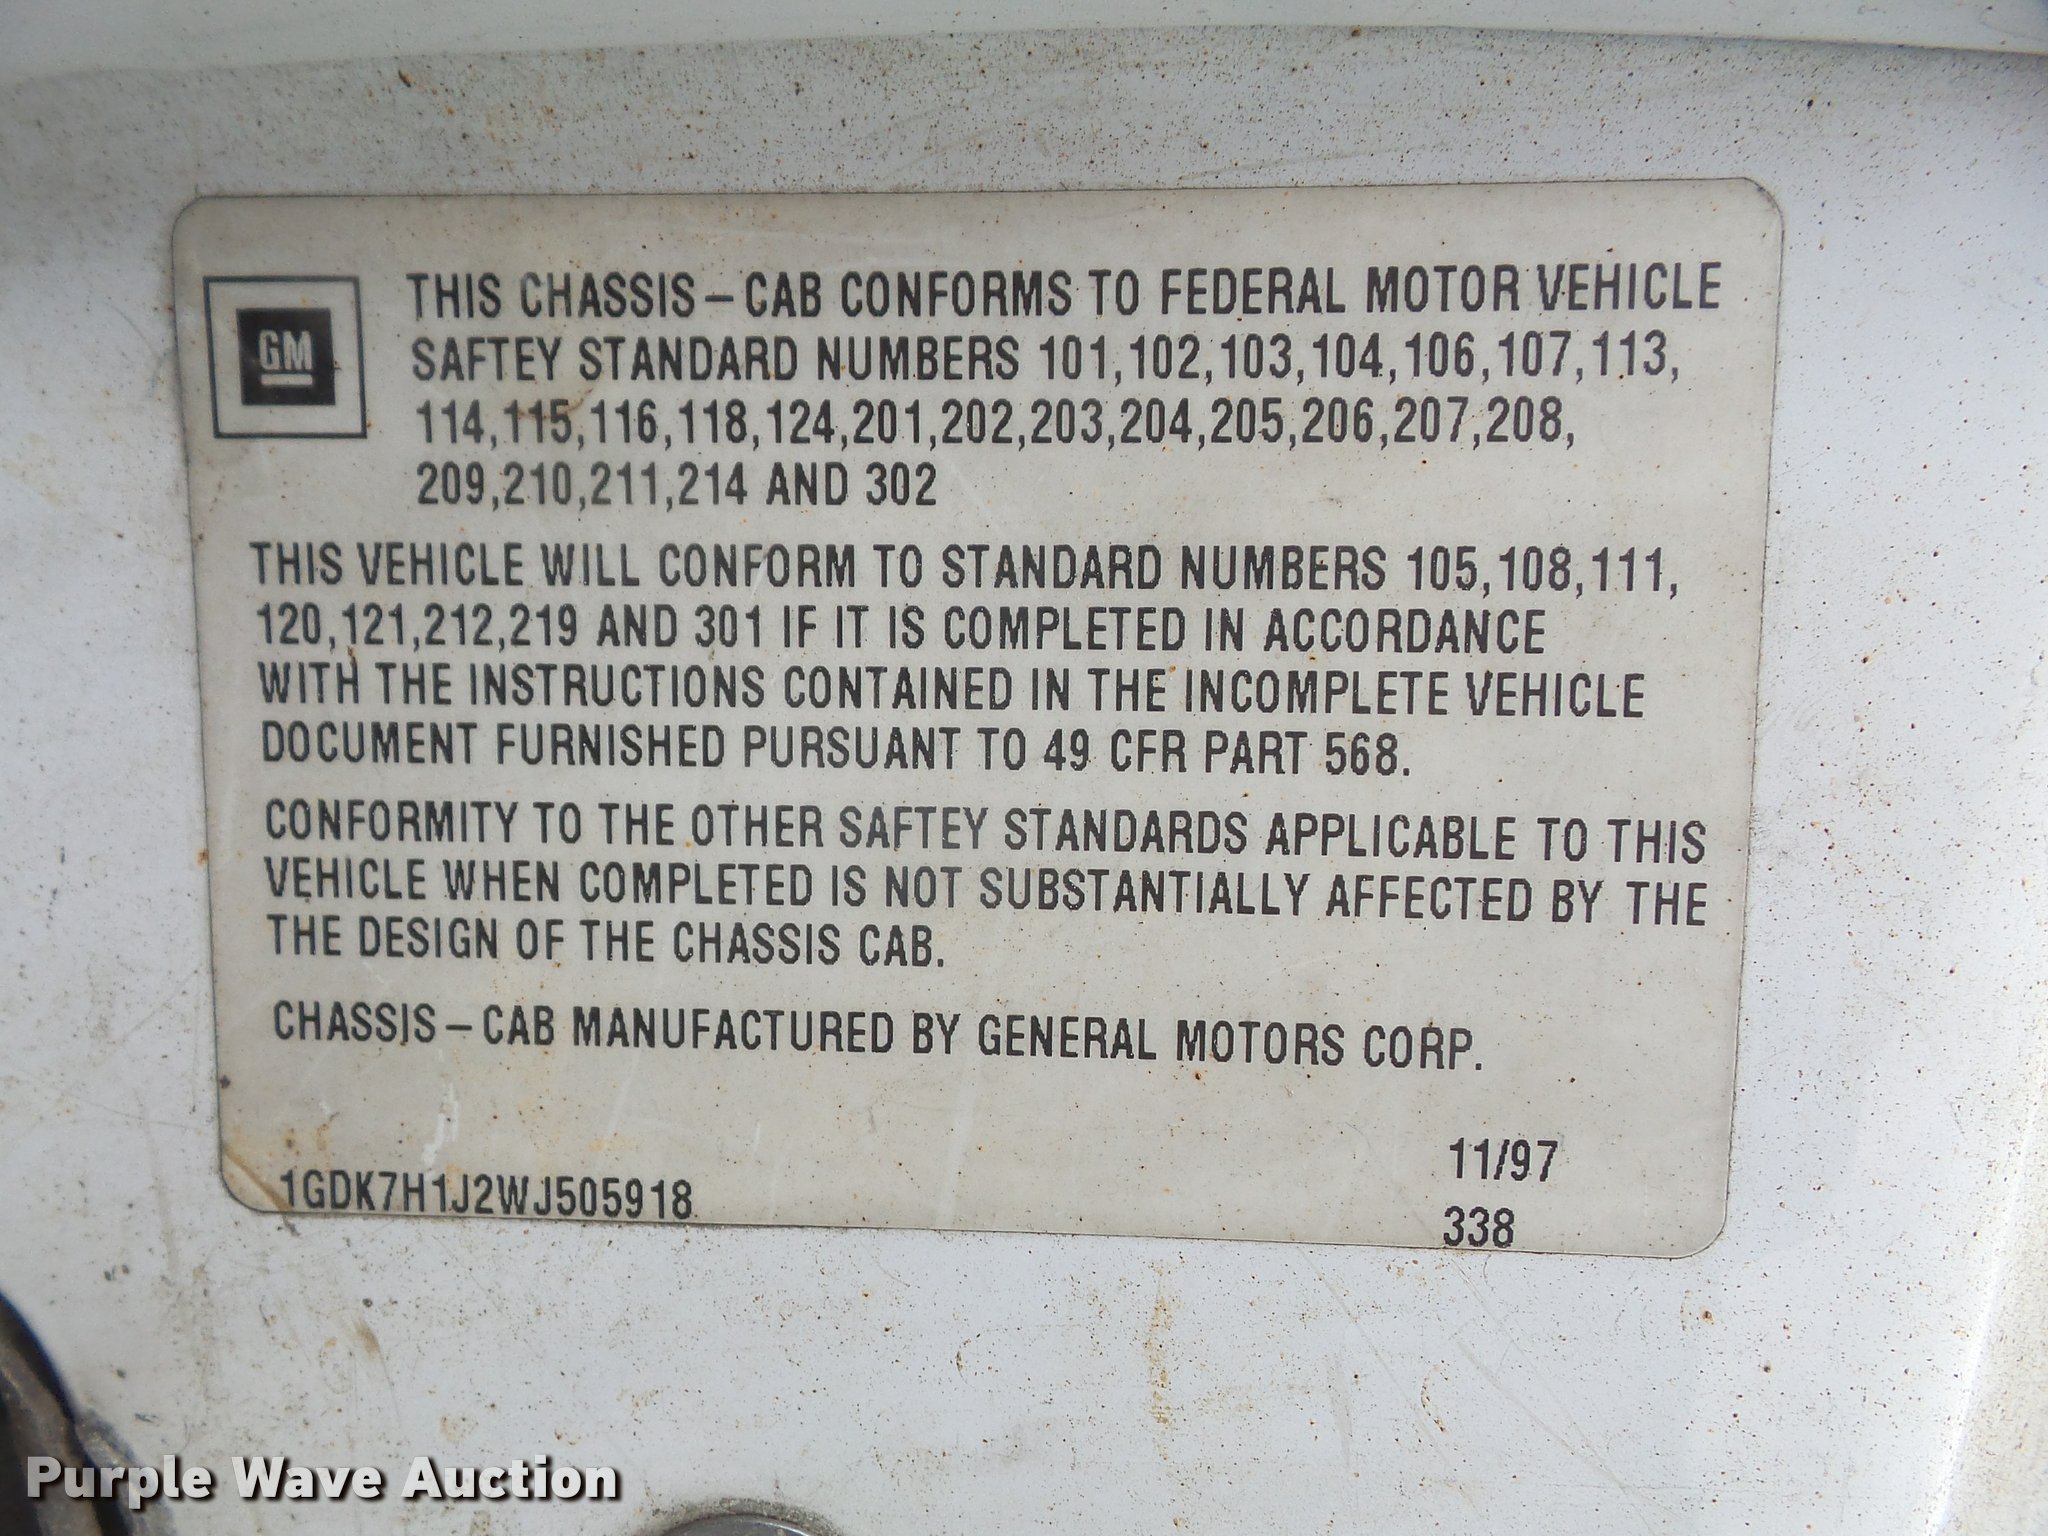 GM
THIS CHASSIS – CAB CONFORMS TO FEDERAL MOTOR VEHICLE
SAFTEY STANDARD NUMBERS 101,102,103,104,106,107,113,
114,115,116,118,124,201,202,203,204,205,206,207,208,
209,210,211,214 AND 302
THIS VEHICLE WILL CONFORM TO STANDARD NUMBERS 105,108,111,
120,121,212,219 AND 301 IF IT IS COMPLETED IN ACCORDANCE
WITH THE INSTRUCTIONS CONTAINED IN THE INCOMPLETE VEHICLE
DOCUMENT FURNISHED PURSUANT TO 49 CFR PART 568.
CONFORMITY TO THE OTHER SAFTEY STANDARDS APPLICABLE TO THIS
VEHICLE WHEN COMPLETED IS NOT SUBSTANTIALLY AFFECTED BY THE
THE DESIGN OF THE CHASSIS CAB.
CHASSIS – CAB MANUFACTURED BY GENERAL MOTORS CORP.
11/97
1GDK7H1J2WJ505918
338
Purple Wave Auction